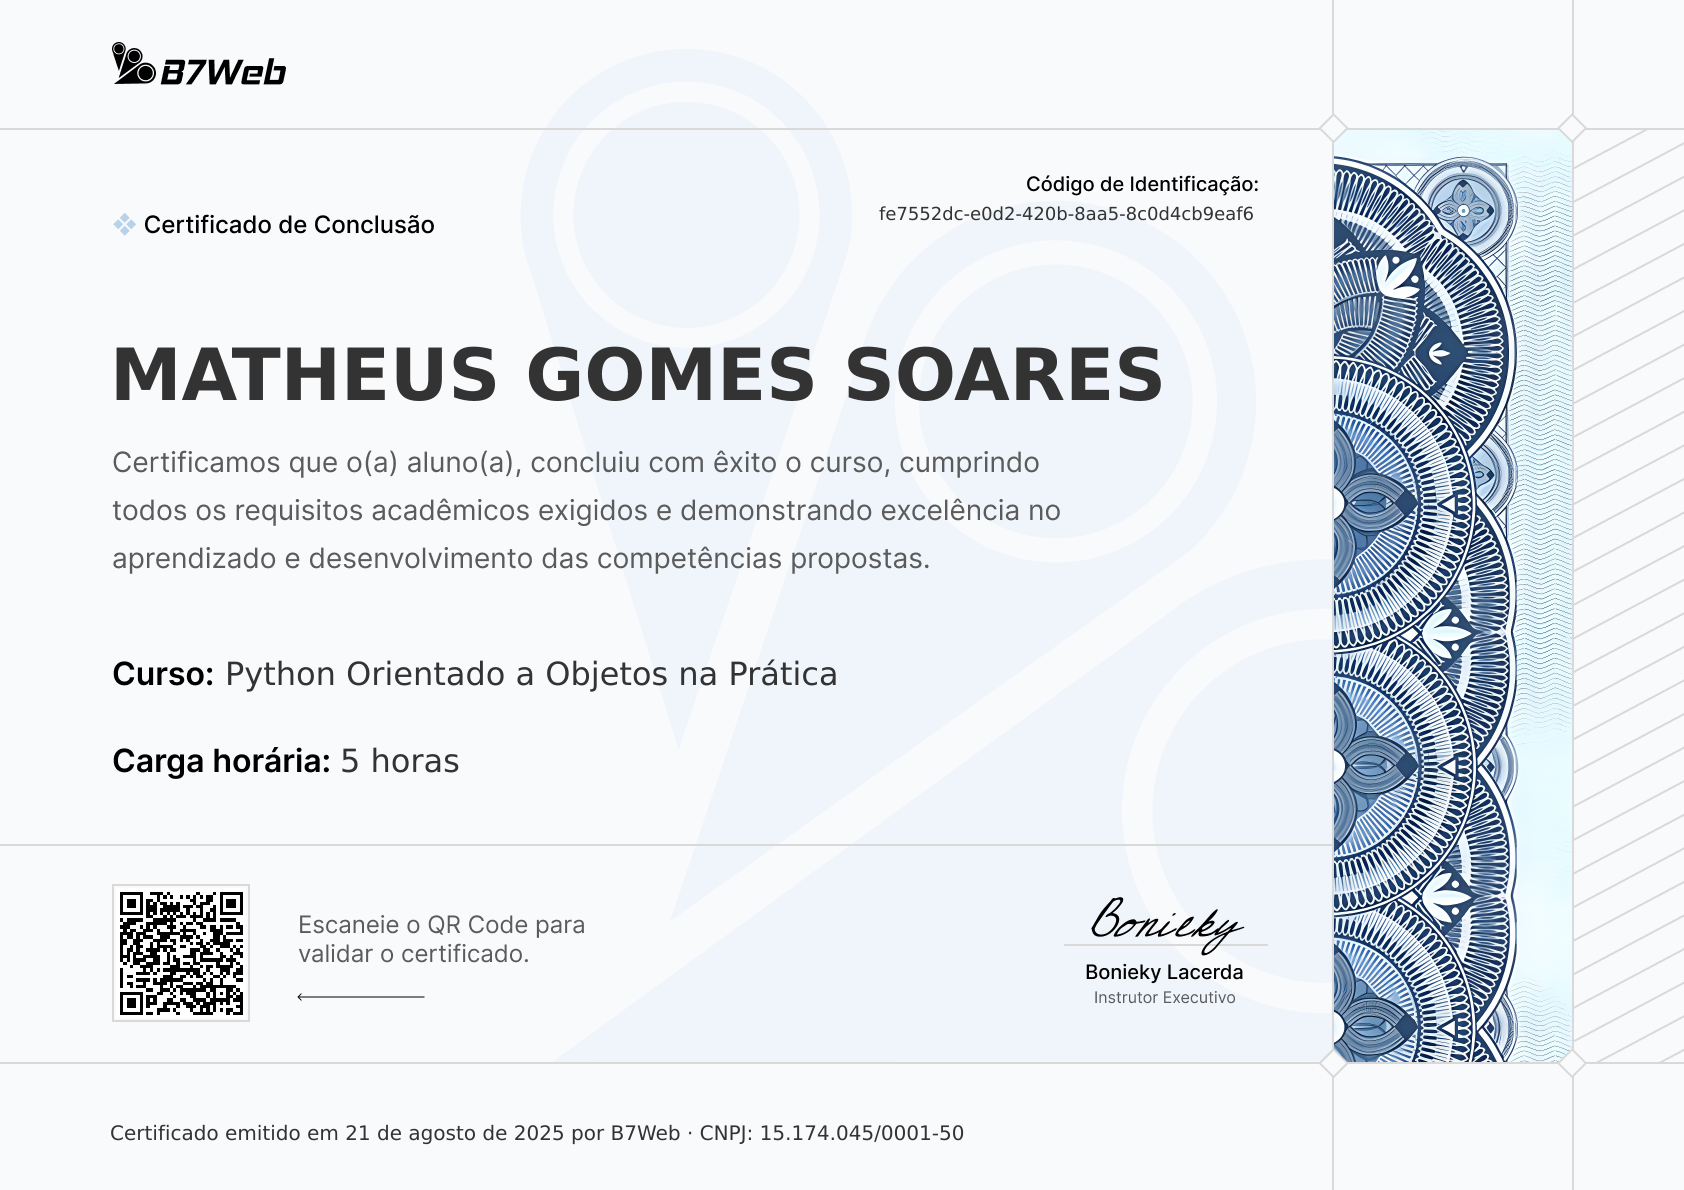 B7Web
Código de Identificação:
fe7552dc-e0d2-420b-8aa5-8c0d4cb9eaf6
Certificado de Conclusão
MATHEUS GOMES SOARES
Certificamos que o(a) aluno(a), concluiu com êxito o curso, cumprindo
todos os requisitos acadêmicos exigidos e demonstrando excelência no
aprendizado e desenvolvimento das competências propostas.
Curso: Python Orientado a Objetos na Prática
Carga horária: 5 horas
Escaneie o QR Code para
validar o certificado.
Bonieky
Bonieky Lacerda
Instrutor Executivo
Certificado emitido em 21 de agosto de 2025 por B7Web · CNPJ: 15.174.045/0001-50